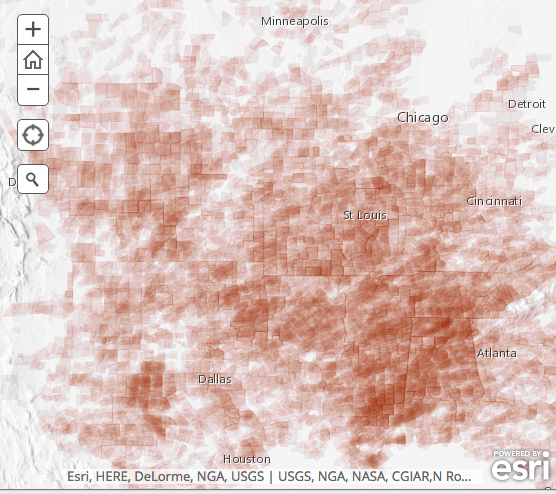 Minneapolis
Detroit
Chicago
Clev
D
St Louis
Cincinnati
Atlanta
Dallas
Houston
POWERED BY
esri
Esri, HERE, DeLorme, NGA, USGS | USGS, NGA, NASA, CGIAR,N Ro...